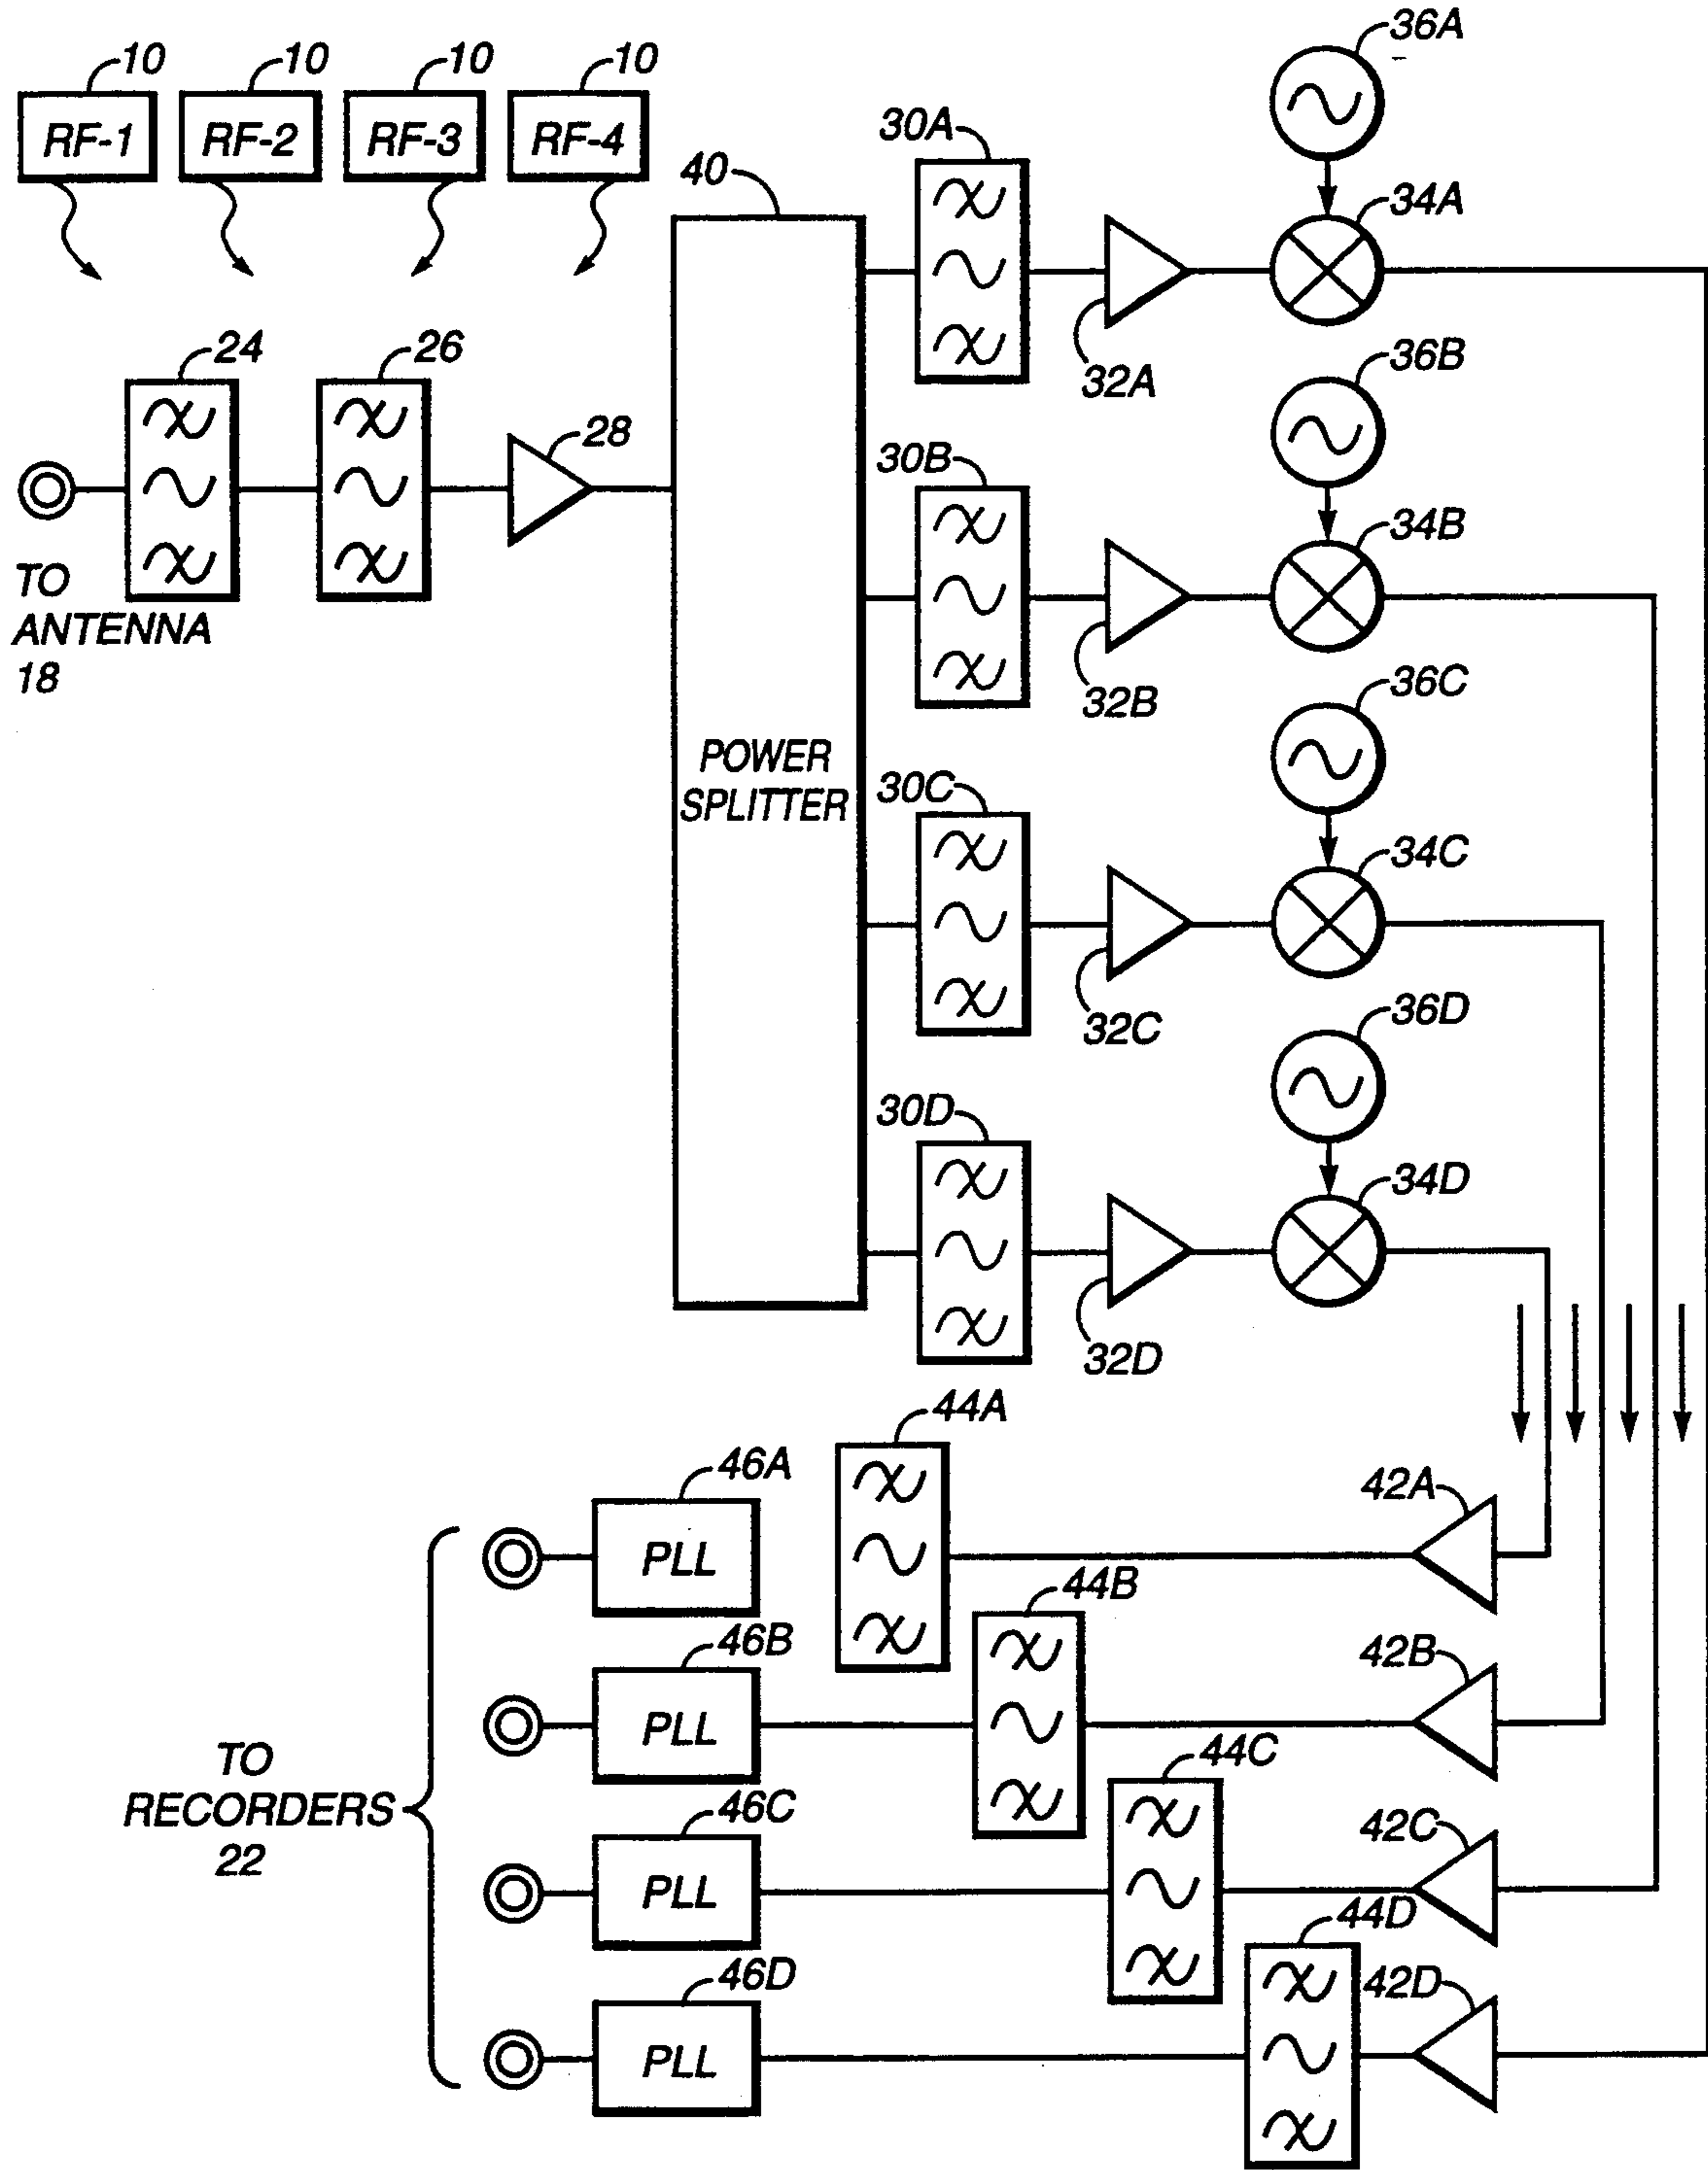 10
10
10
10
RF-1
RF-2
RF-3
RF-4
36A
30A
40
34A
24
26
28
32A
36B
30B
34B
TO
ANTENNA
18
32B
36C
POWER
SPLITTER
30C
34C
32C
36D
30D
34D
32D
44A
46A
42A
PLL
44B
46B
42B
PLL
44C
46C
42C
PLL
44D
46D
42D
PLL
TO
RECORDERS
22